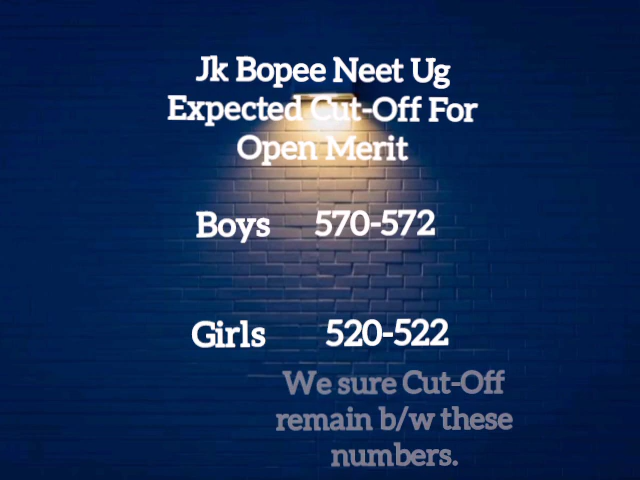 Jk Bopee Neet Ug
Expected Cut-Off For
Open Merit
Boys 570-572
Girls 520-522
We sure Cut-Off
remain b/w these
numbers.